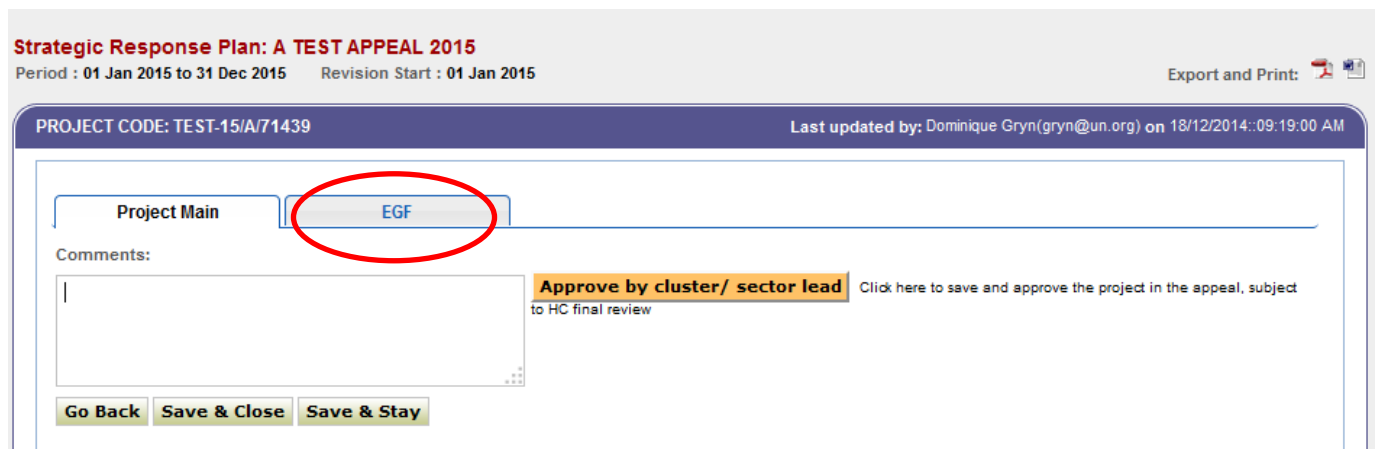 Strategic Response Plan: A TEST APPEAL 2015
Period : 01 Jan 2015 to 31 Dec 2015 Revision Start : 01 Jan 2015 Export and Print:
PROJECT CODE: TEST-15/A/71439 Last updated by: Dominique Gryn(gryn@un.org) on 18/12/2014::09:19:00 AM
Project Main EGF
Comments:
Approve by cluster/ sector lead Click here to save and approve the project in the appeal, subject
to HC final review
Go Back Save & Close Save & Stay